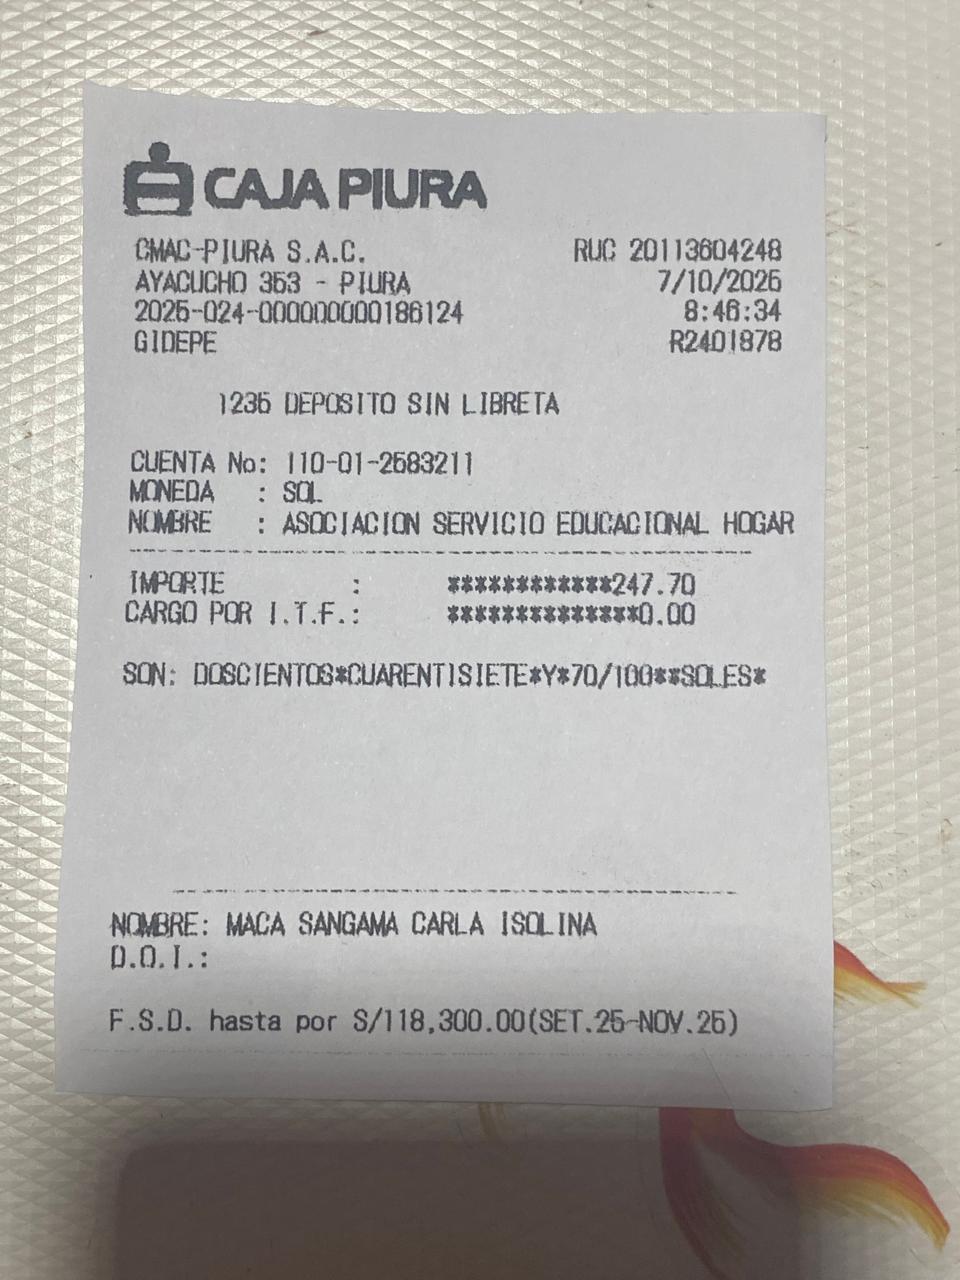 CAJA PIURA
CMAC-PIURA S.A.C. RUC 20113604248
AYACUCHO 353 - PIURA 7/10/2025
2025-024-000000000186124 8:46:34
GIDEPE R2401878
1235 DEPOSITO SIN LIBRETA
CUENTA No: 110-01-2583211
MONEDA : SOL
NOMBRE : ASOCIACION SERVICIO EDUCACIONAL HOGAR
IMPORTE : ************247.70
CARGO POR I.T.F.: **************0.00
SON: DOSCIENTOS*CUARENTISIETE*Y*70/100**SOLES*
NOMBRE: MACA SANGAMA CARLA ISOLINA
D.O.I.:
F.S.D. hasta por S/118,300.00(SET.25-NOV.25)